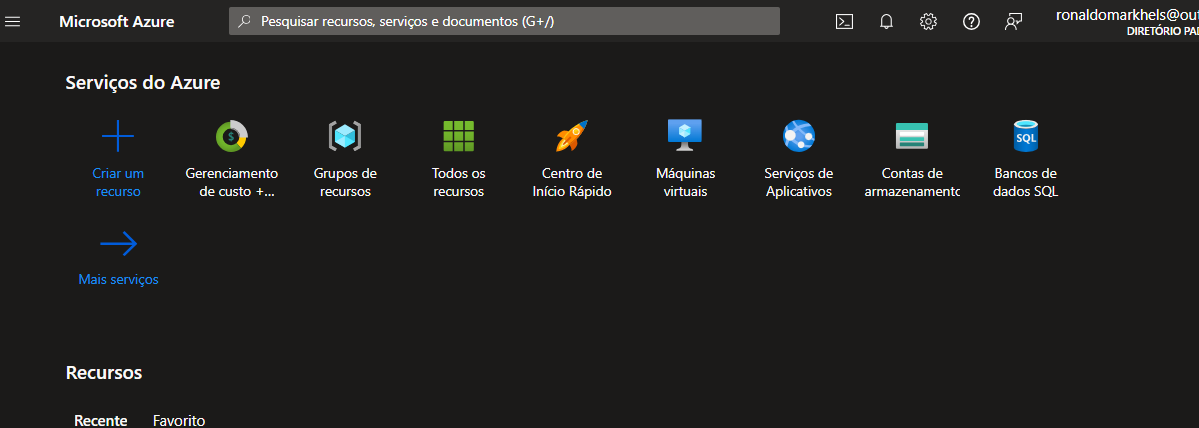 Microsoft Azure
Pesquisar recursos, serviços e documentos (G+/)
ronaldomarkhels@ou
DIRETÓRIO PA
Serviços do Azure
Criar um
recurso
Gerenciamento
de custo +...
Grupos de
recursos
Todos os
recursos
Centro de
Início Rápido
Máquinas
virtuais
Serviços de
Aplicativos
Contas de
armazenament
SQL
Bancos de
dados SQL
Mais serviços
Recursos
Recente
Favorito